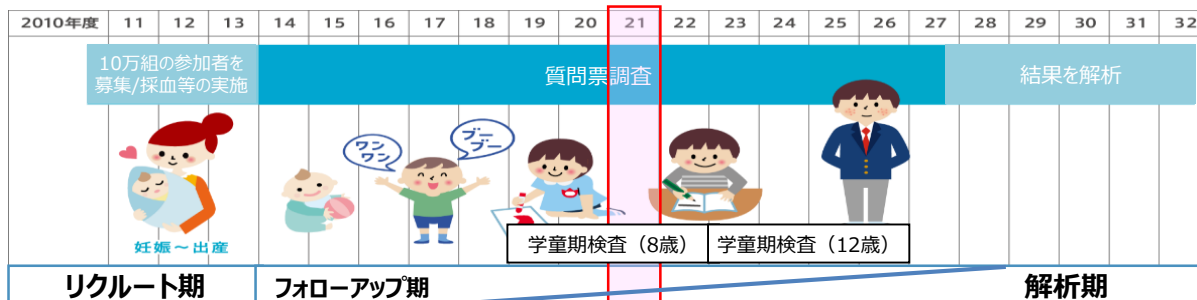 2010年度 11 12 13 14 15 16 17 18 19 20 21 22 23 24 25 26 27 28 29 30 31 32
10万組の参加者を
募集/採血等の実施
質問票調査
結果を解析
ワン
ワン
ブー
ブー
妊娠～出産
学童期検査（8歳）
学童期検査（12歳）
リクルート期
フォローアップ期
解析期